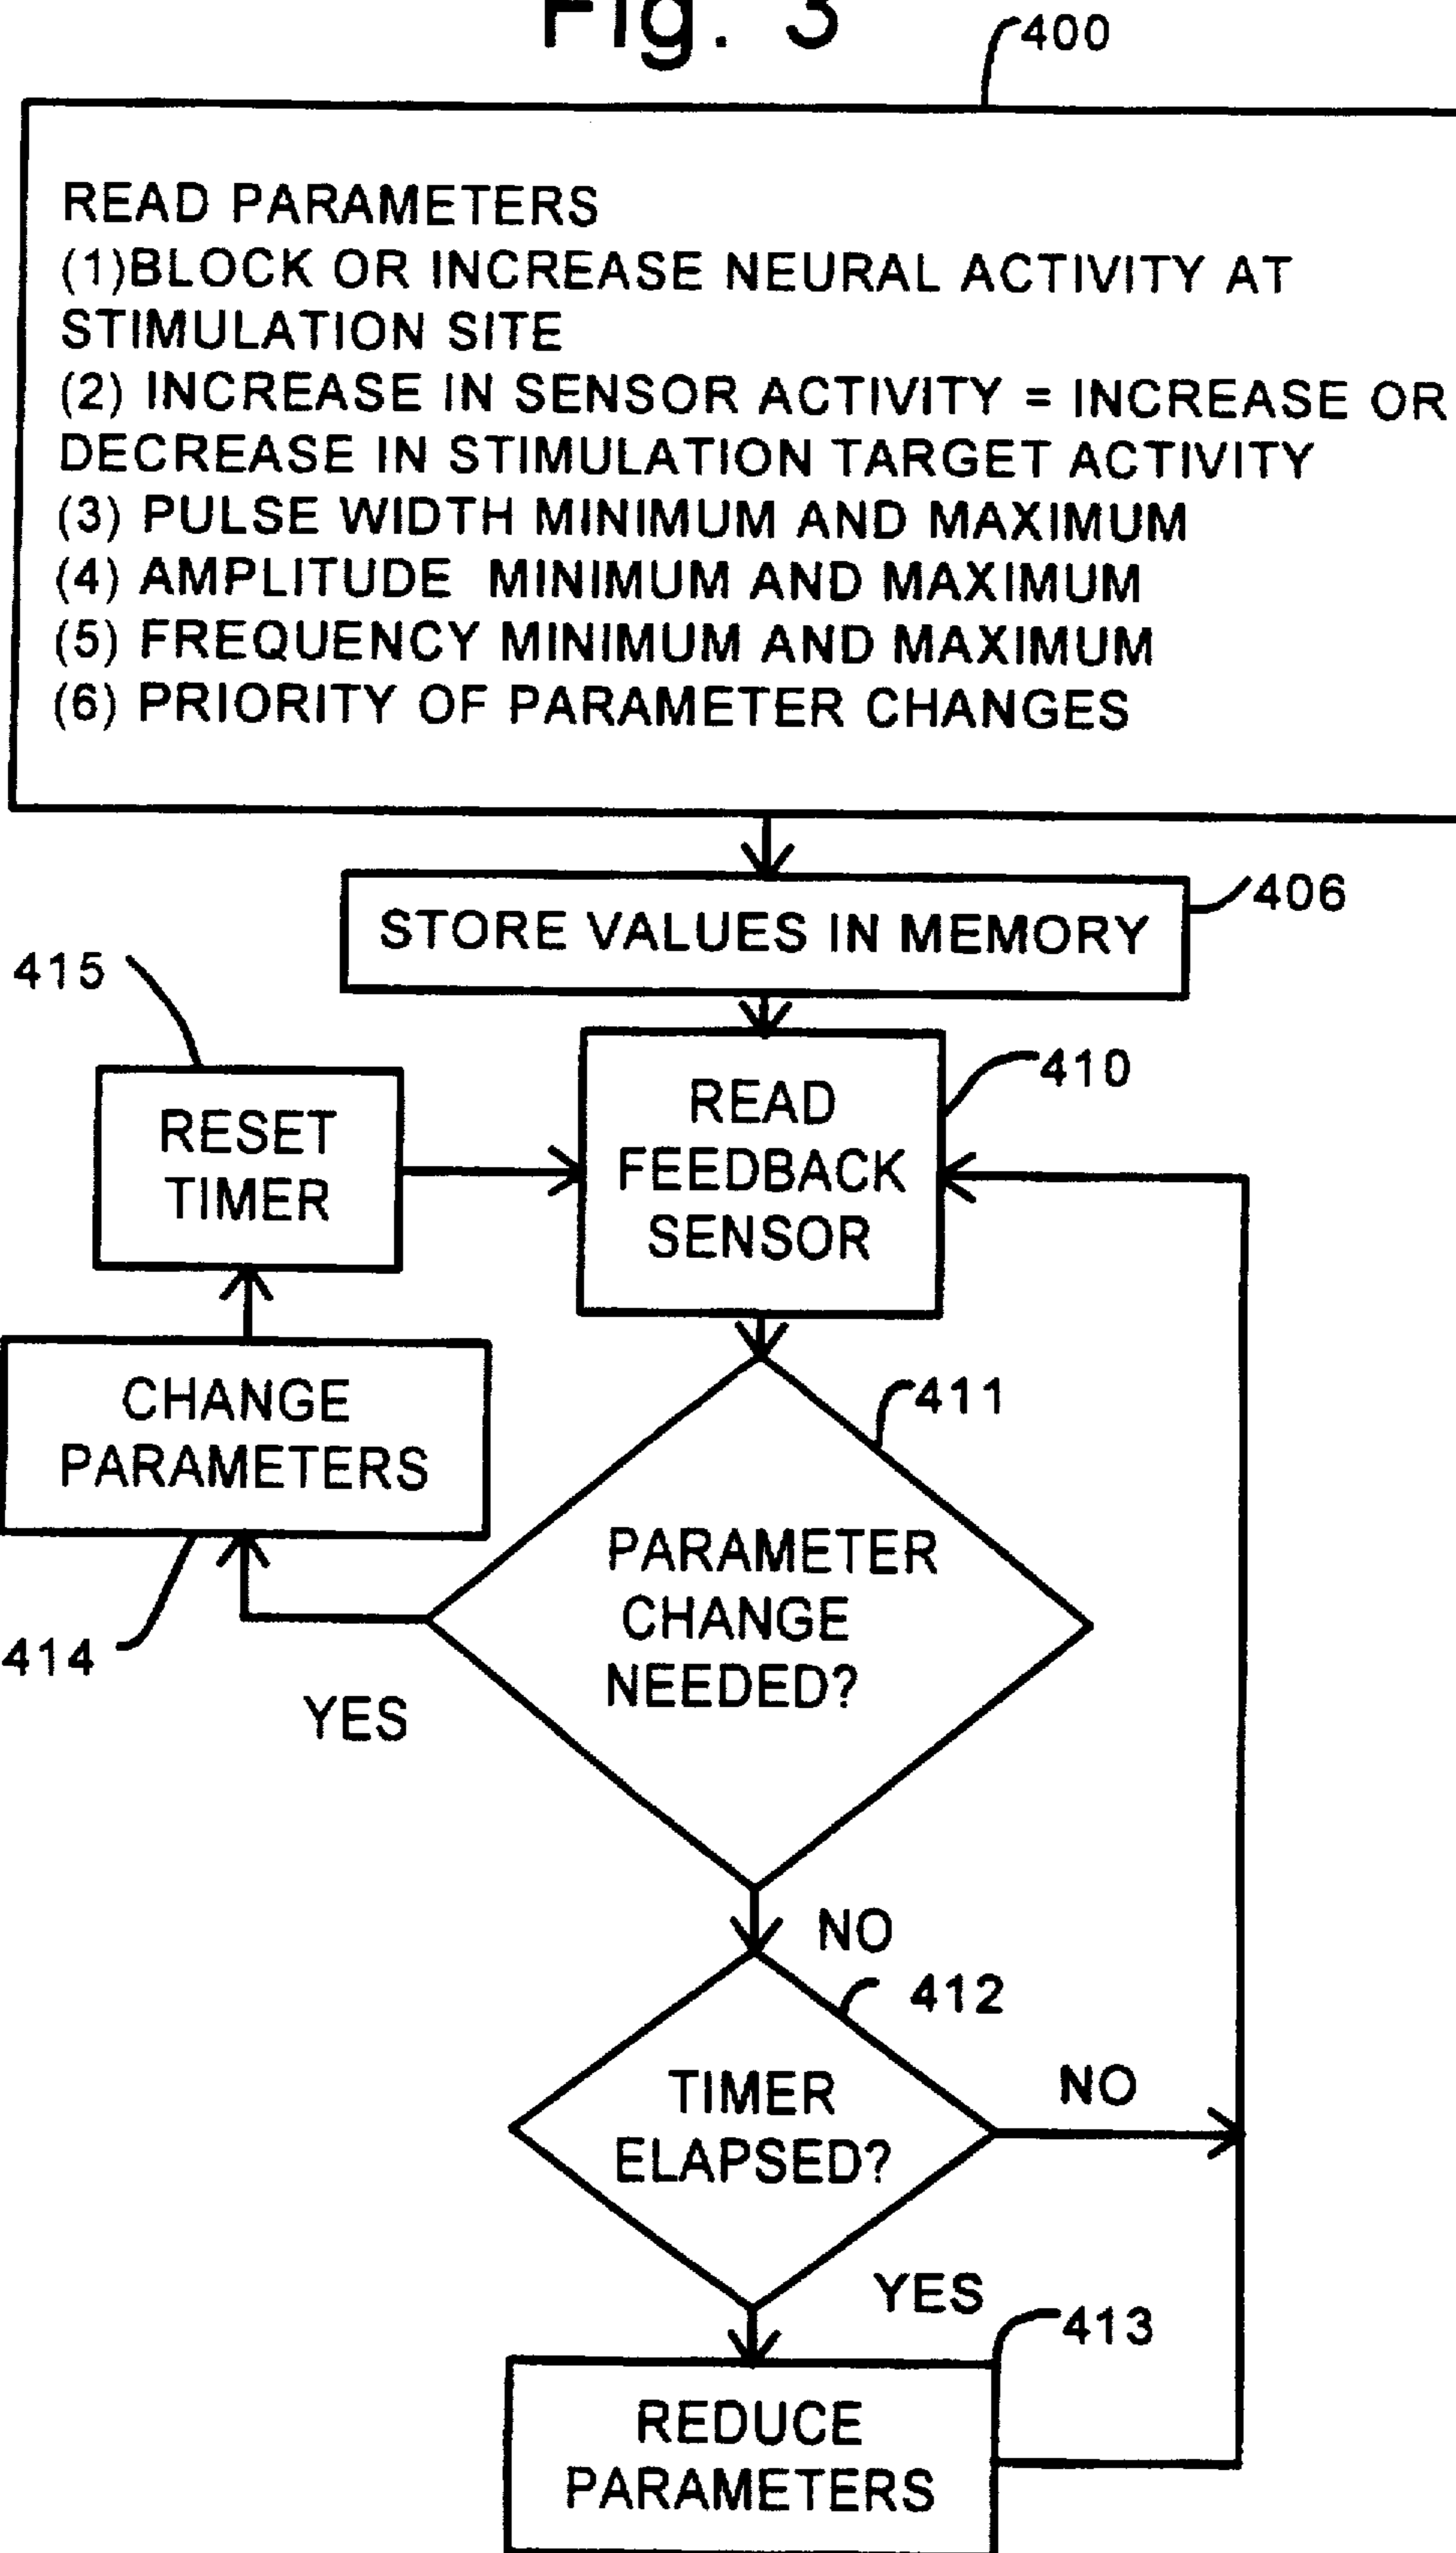 Fig. 3
400
READ PARAMETERS
(1)BLOCK OR INCREASE NEURAL ACTIVITY AT
STIMULATION SITE
(2) INCREASE IN SENSOR ACTIVITY = INCREASE OR
DECREASE IN STIMULATION TARGET ACTIVITY
(3) PULSE WIDTH MINIMUM AND MAXIMUM
(4) AMPLITUDE MINIMUM AND MAXIMUM
(5) FREQUENCY MINIMUM AND MAXIMUM
(6) PRIORITY OF PARAMETER CHANGES
STORE VALUES IN MEMORY
406
415
RESET
TIMER
READ
FEEDBACK
SENSOR
410
CHANGE
PARAMETERS
414
411
PARAMETER
CHANGE
NEEDED?
YES
NO
412
TIMER
ELAPSED?
NO
YES
413
REDUCE
PARAMETERS